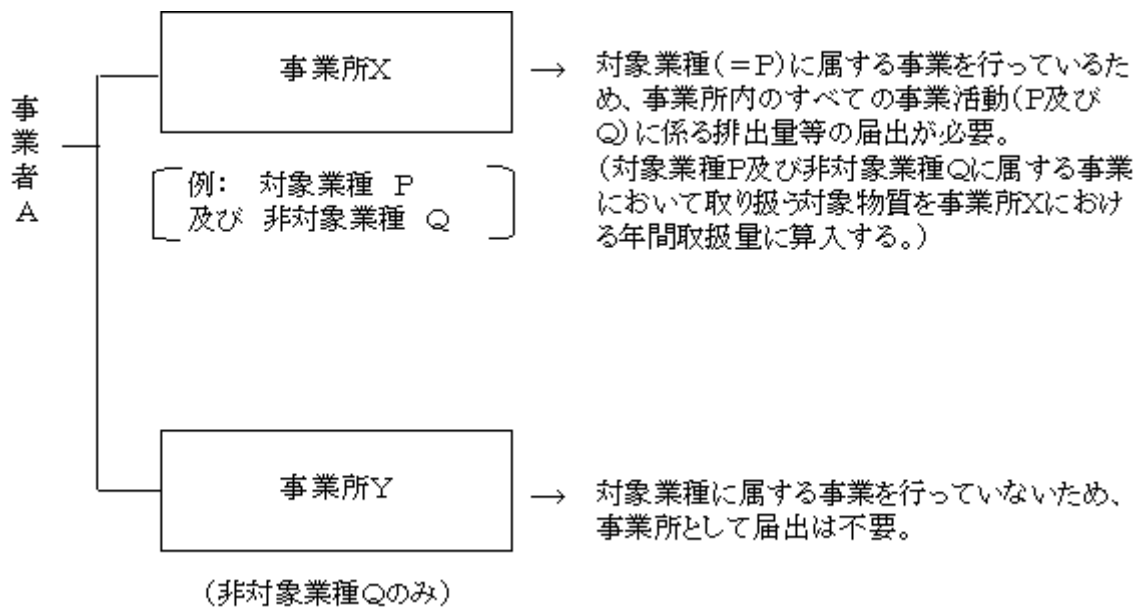 事業者A
事業所X
例： 対象業種 P
及び 非対象業種 Q
→ 対象業種(＝P)に属する事業を行っているた
め、事業所内のすべての事業活動(P及び
Q)に係る排出量等の届出が必要。
(対象業種P及び非対象業種Qに属する事業
において取り扱う対象物質を事業所Xにおけ
る年間取扱量に算入する。)
事業所Y
(非対象業種Qのみ)
→ 対象業種に属する事業を行っていないため、
事業所として届出は不要。